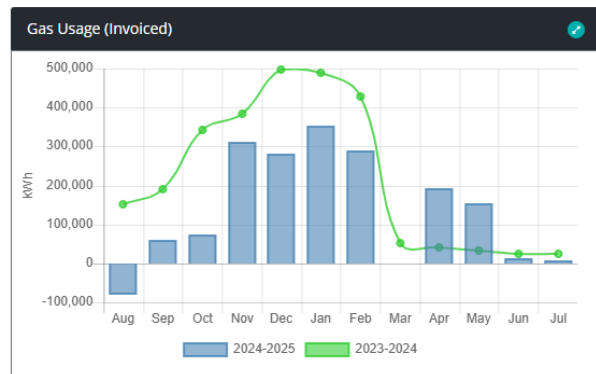 Gas Usage (Invoiced)
500,000
400,000
300,000
200,000
100,000
0
-100,000
kWh
Aug Sep Oct Nov Dec Jan Feb Mar Apr May Jun Jul
2024-2025 2023-2024